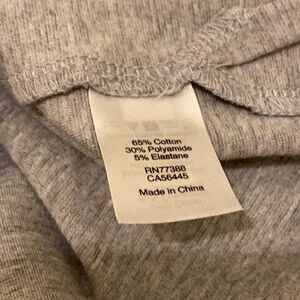 65% Cotton
30% Polyamide
5% Elastane
RN77388
CA56445
Made in China